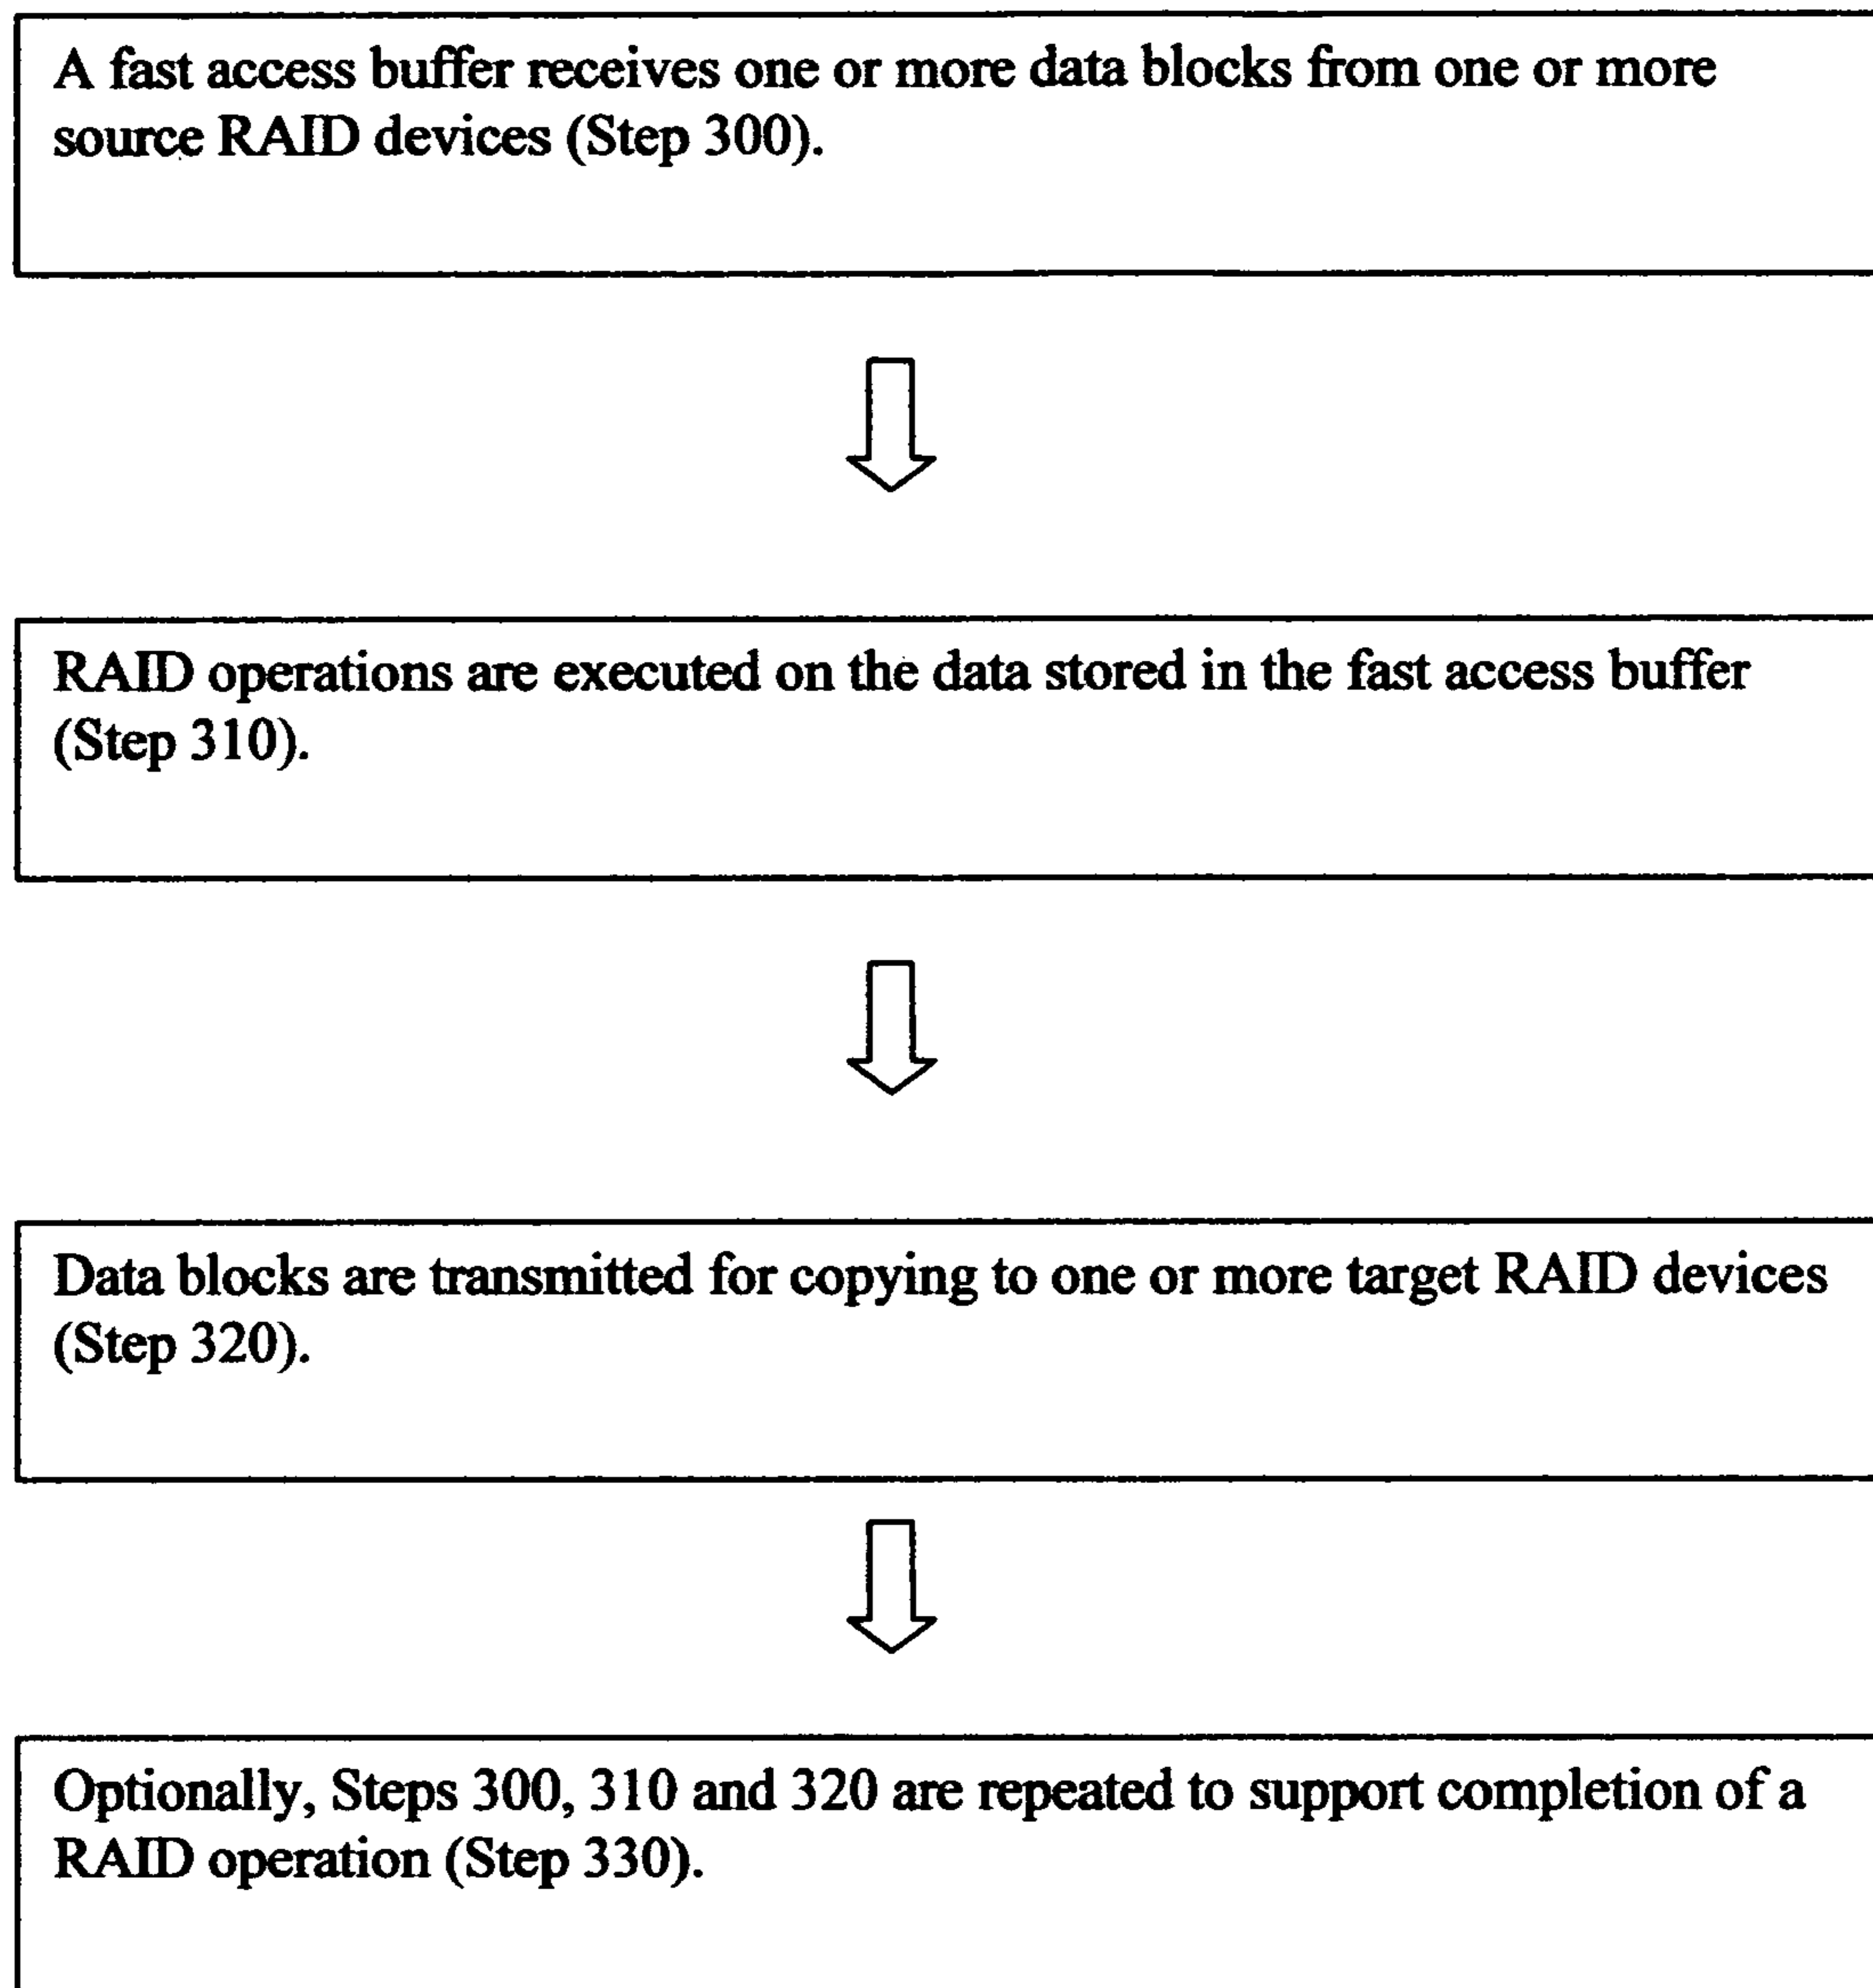 A fast access buffer receives one or more data blocks from one or more
source RAID devices (Step 300).
RAID operations are executed on the data stored in the fast access buffer
(Step 310).
Data blocks are transmitted for copying to one or more target RAID devices
(Step 320).
Optionally, Steps 300, 310 and 320 are repeated to support completion of a
RAID operation (Step 330).